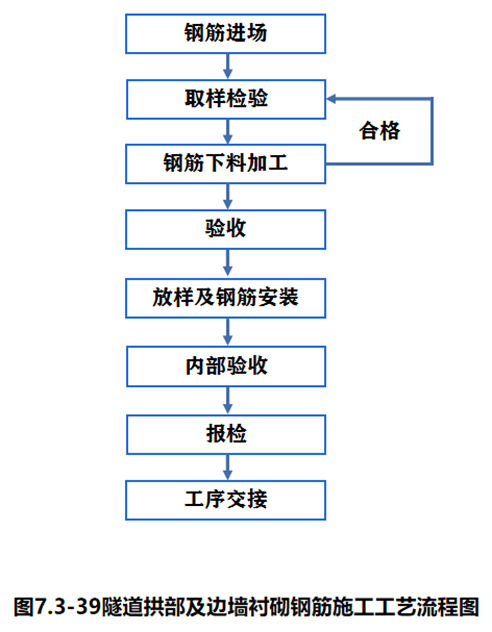 钢筋进场
取样检验
合格
钢筋下料加工
验收
放样及钢筋安装
内部验收
报检
工序交接
图7.3-39隧道拱部及边墙衬砌钢筋施工工艺流程图